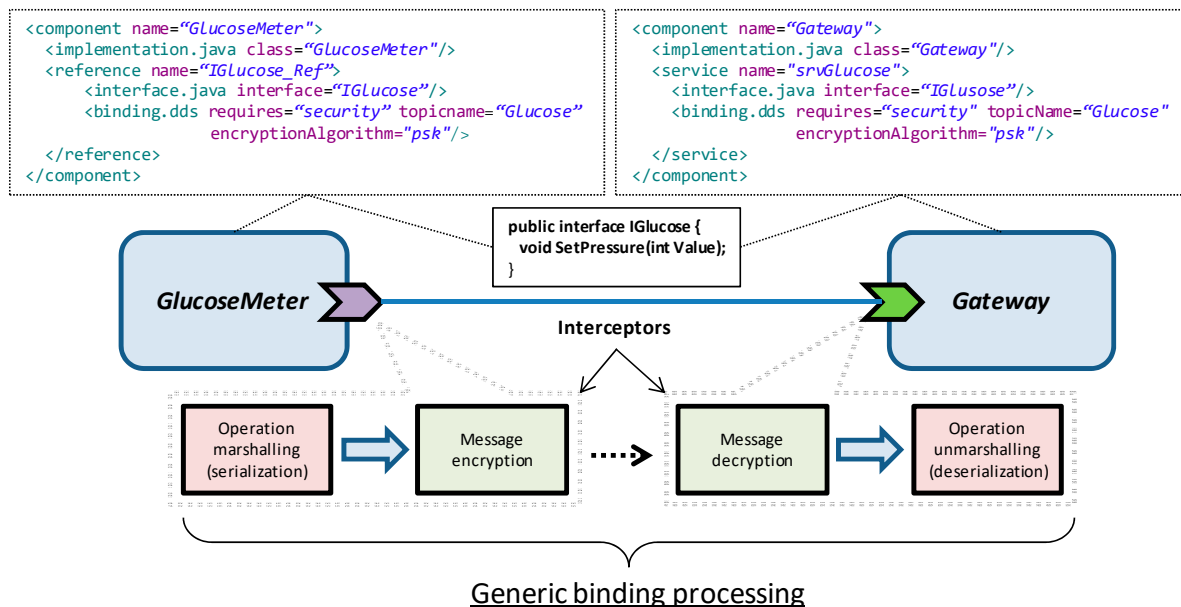 <component name=“GlucoseMeter">
<implementation.java class=“GlucoseMeter"/>
<reference name=“IGlucose_Ref”>
<interface.java interface=“IGlucose”/>
<binding.dds requires=“security” topicname=“Glucose”
encryptionAlgorithm="psk"/>
</reference>
</component>
<component name=“Gateway">
<implementation.java class=“Gateway"/>
<service name="srvGlucose">
<interface.java interface=“IGlusose”/>
<binding.dds requires=“security" topicName=“Glucose"
encryptionAlgorithm=“psk"/>
</service>
</component>
public interface IGlucose {
void SetPressure(int Value);
}
GlucoseMeter
Gateway
Interceptors
Operation
marshalling
(serialization)
Message
encryption
Message
decryption
Operation
unmarshalling
(deserialization)
Generic binding processing